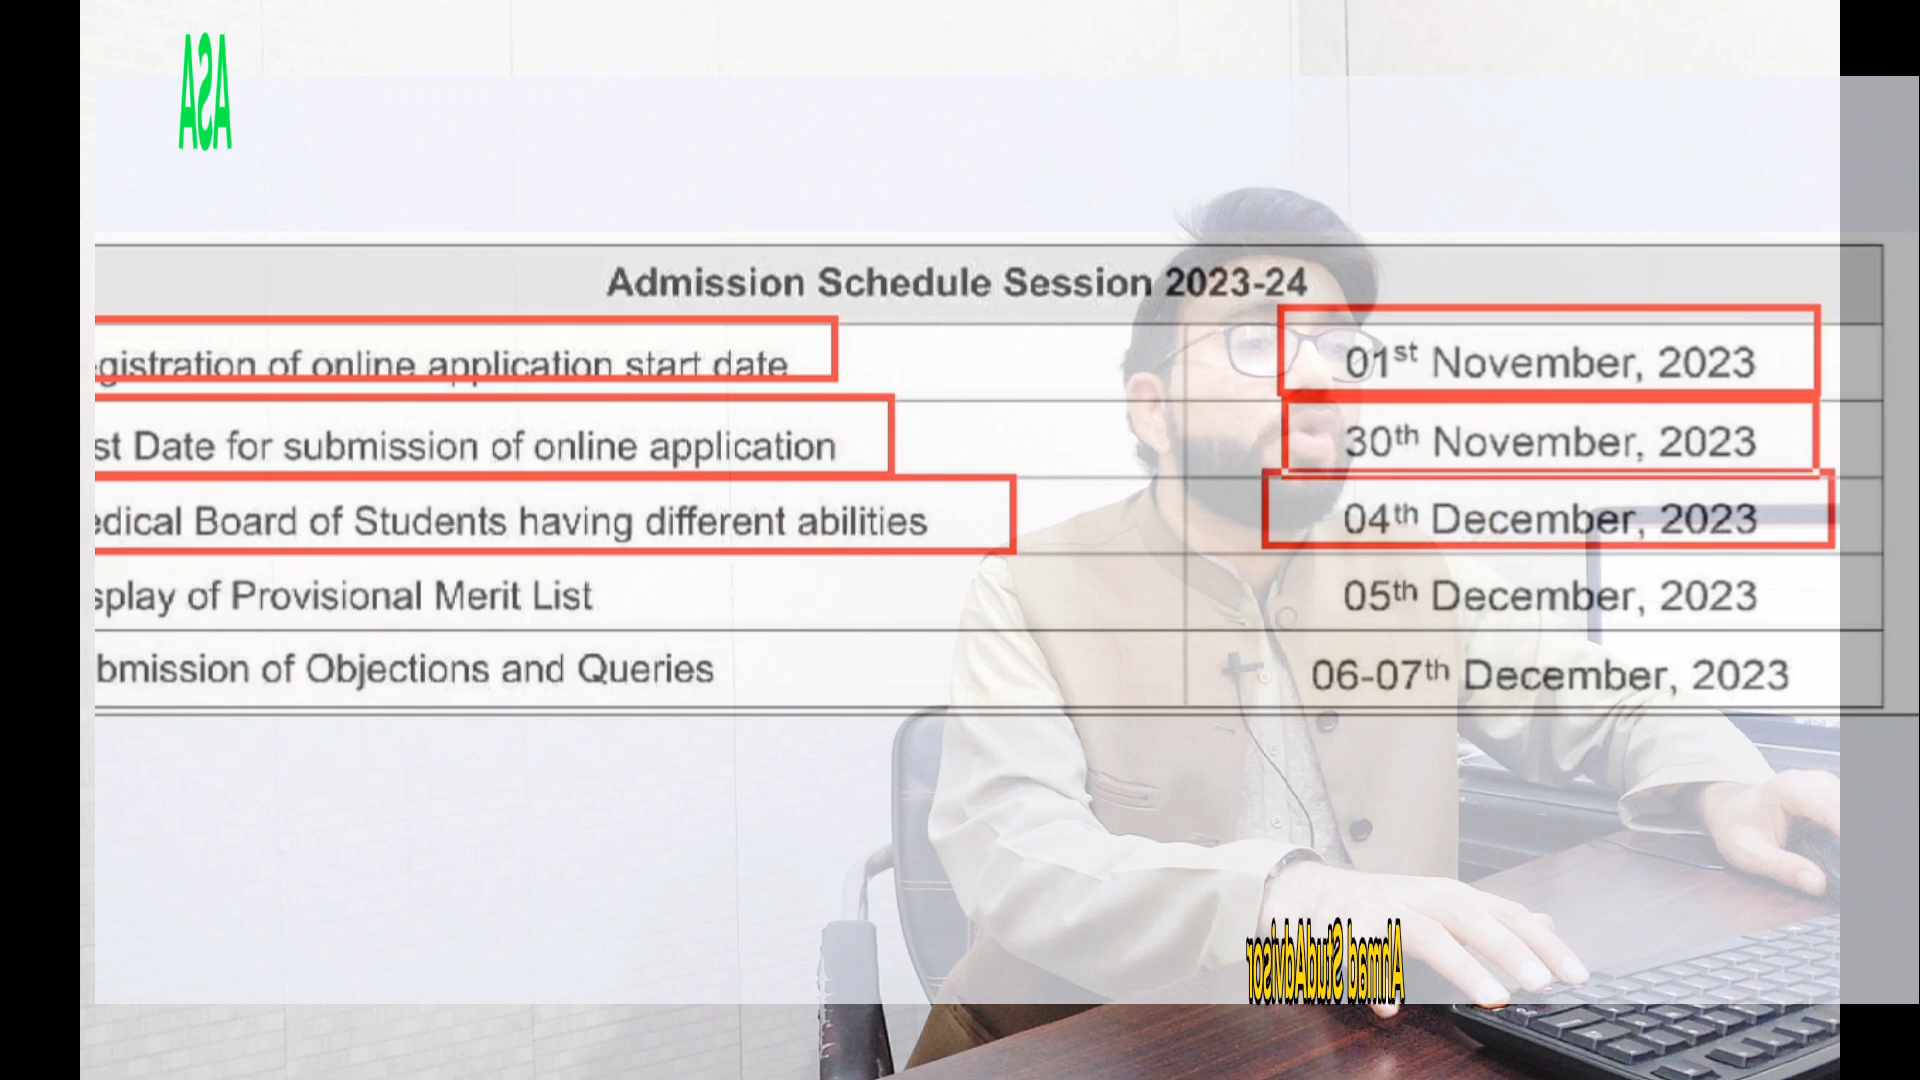 ASA
Admission Schedule Session 2023-24
gistration of online application start date 01st November, 2023
st Date for submission of online application 30th November, 2023
edical Board of Students having different abilities 04th December, 2023
splay of Provisional Merit List 05th December, 2023
bmission of Objections and Queries 06-07th December, 2023
Ahmad StudAdvisor